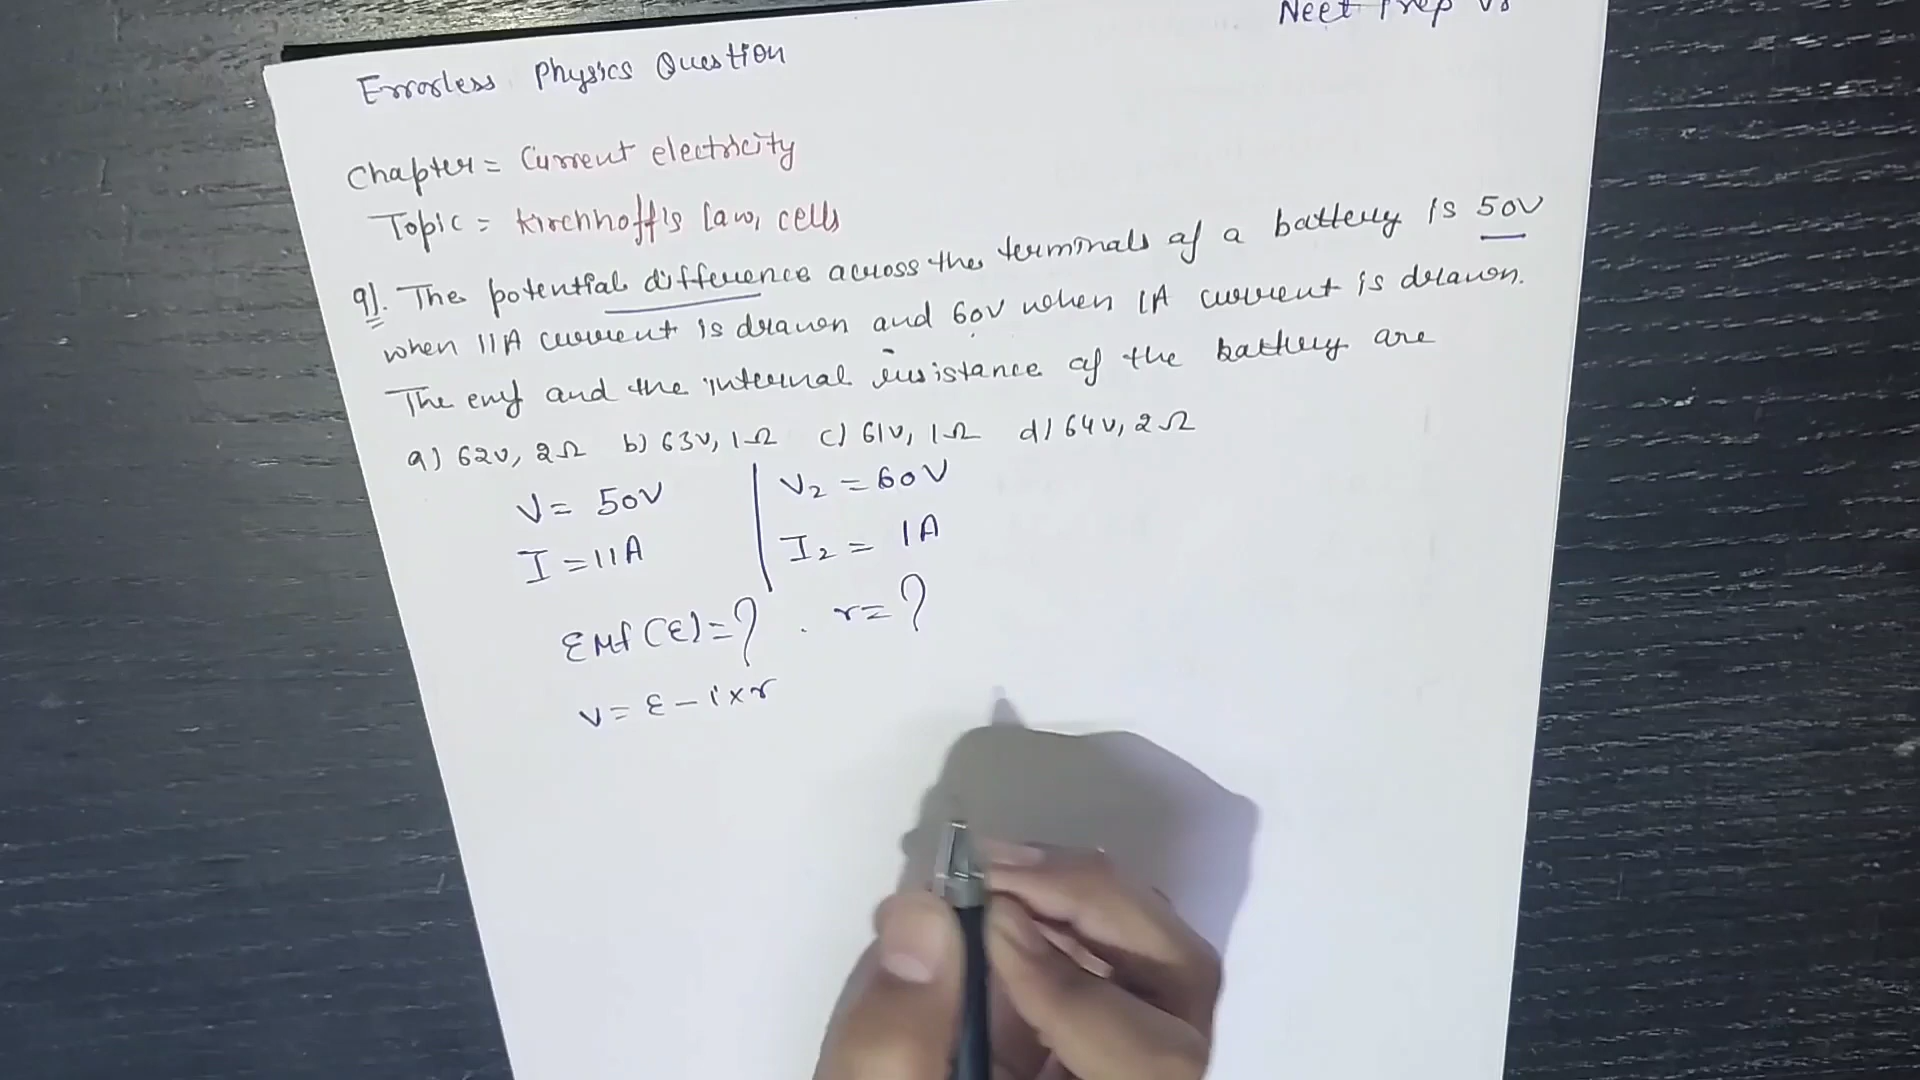 Neet Prep
Errorless Physics Question
Chapter = Current electricity
Topic = Kirchhoff's Law, cells
Q]. The potential difference across the terminals of a battery is 50V
when 11A current is drawn and 60V when 1A current is drawn.
The emf and the internal resistance of the battery are
a) 62V, 2Ω b) 63V, 1Ω c) 61V, 1Ω d) 64V, 2Ω
V = 50V
I = 11A
V₂ = 60V
I₂ = 1A
EMf (ε) = ? . r = ?
V = ε - i × r